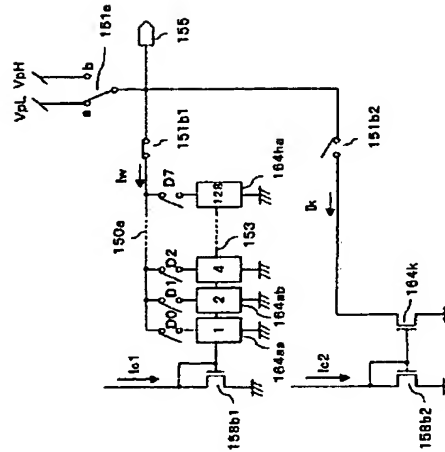 VpL VpH
a b
151a
155
151b1
Iw
150a
D0 D1 D2 D7
1 2 4 128
153
164aa
164ab
164ha
Ic1
158b1
151b2
Ik
Ic2
164k
158b2